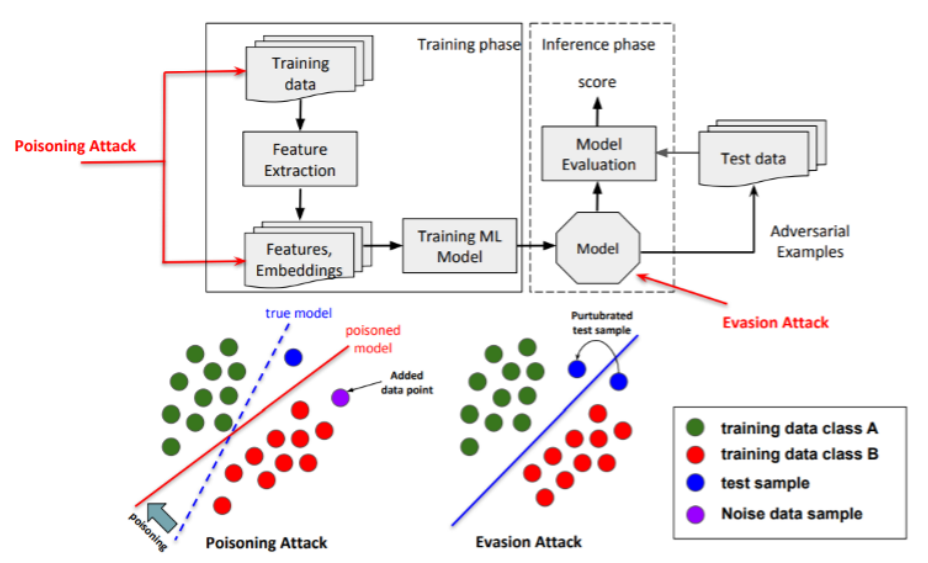 Training phase
Inference phase
Training
data
score
Poisoning Attack
Feature
Extraction
Model
Evaluation
Test data
Features,
Embeddings
Training ML
Model
Model
Adversarial
Examples
Evasion Attack
true model
poisoned
model
Added
data point
poisoning
Poisoning Attack
Purtubrated
test sample
Evasion Attack
training data class A
training data class B
test sample
Noise data sample